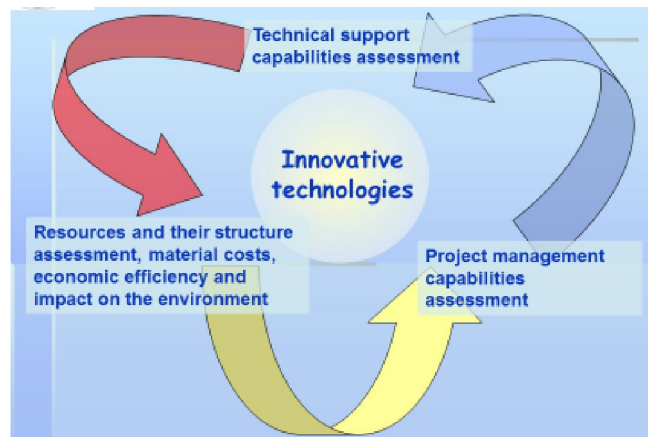 Technical support
capabilities assessment
Innovative
technologies
Resources and their structure
assessment, material costs,
economic efficiency and
impact on the environment
Project management
capabilities
assessment